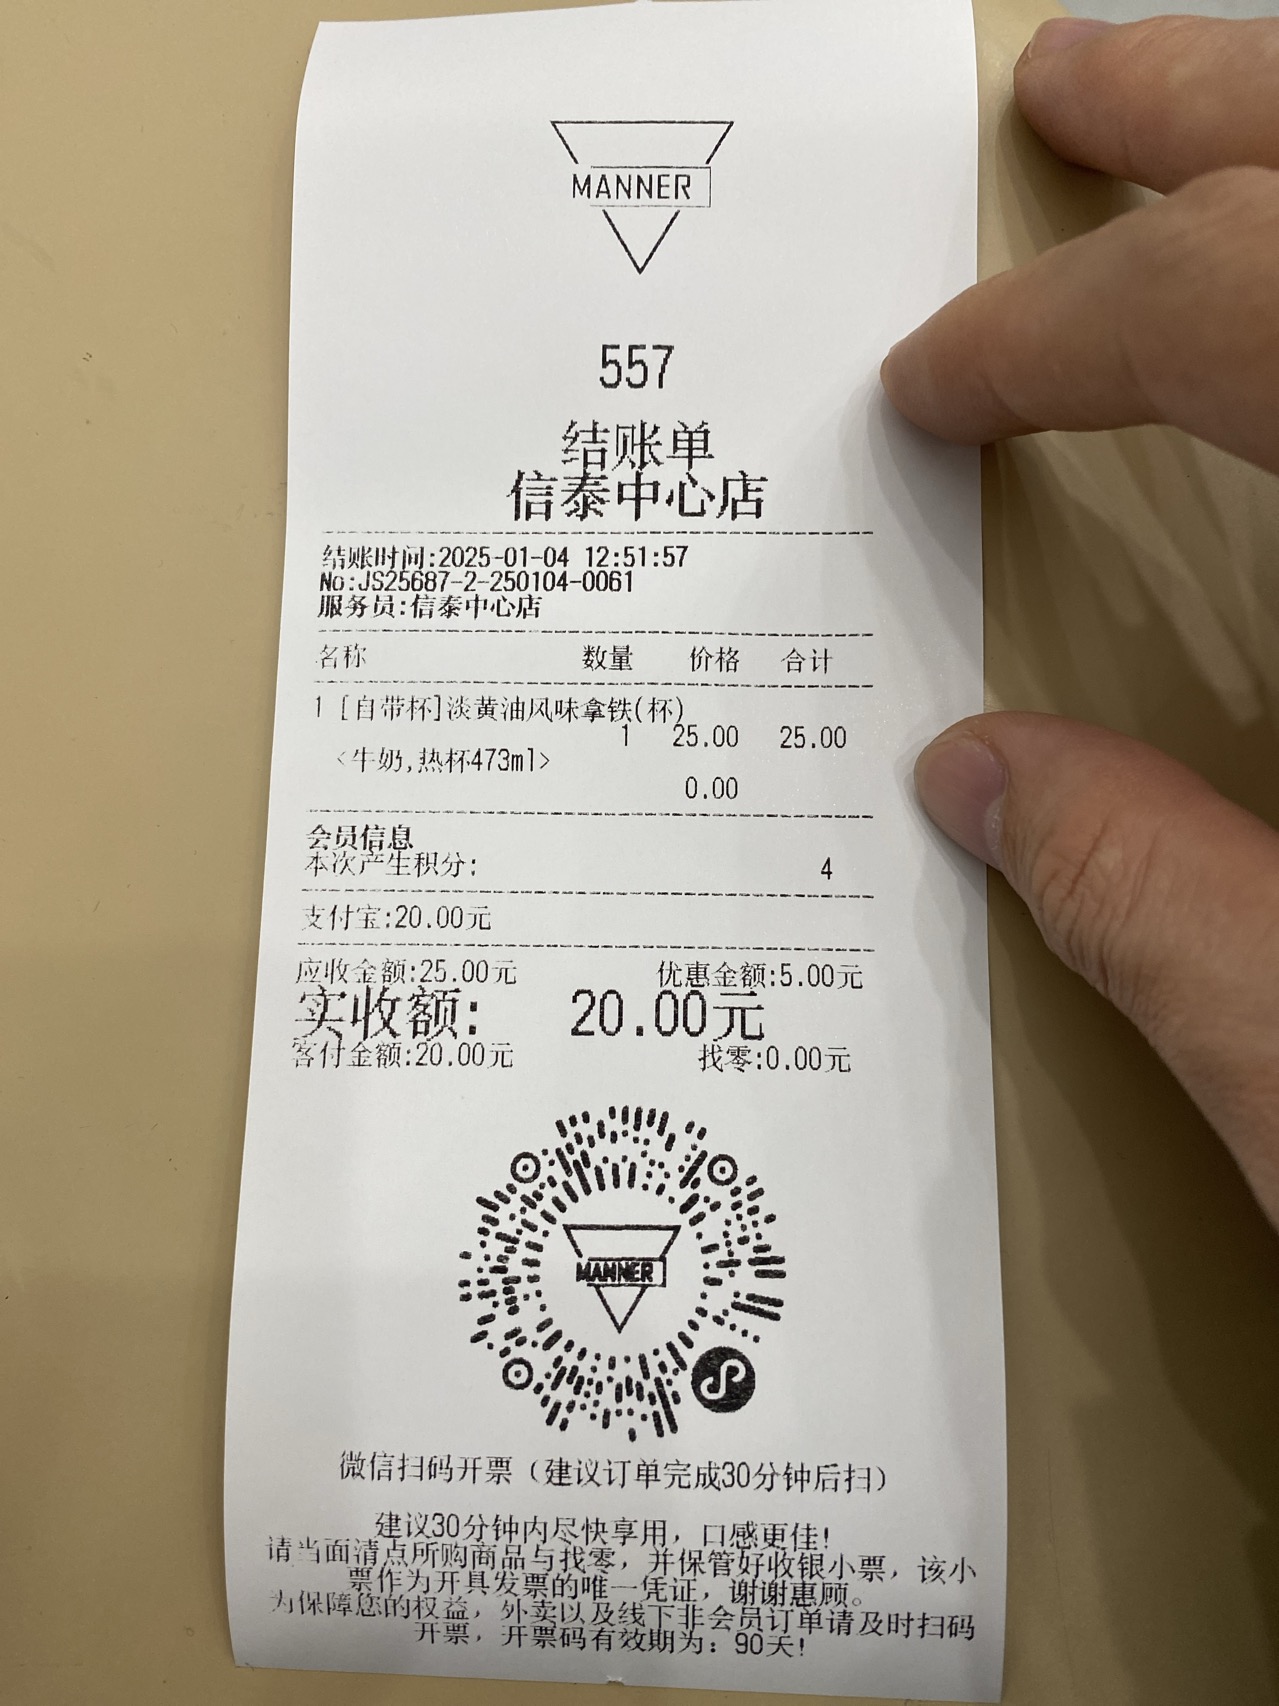 MANNER
557
结账单
信泰中心店
结账时间:2025-01-04 12:51:57
No:JS25687-2-250104-0061
服务员:信泰中心店
名称 数量 价格 合计
1 [自带杯]淡黄油风味拿铁(杯)
1 25.00 25.00
<牛奶,热杯473ml>
0.00
会员信息
本次产生积分: 4
支付宝:20.00元
应收金额:25.00元 优惠金额:5.00元
实收额: 20.00元
客付金额:20.00元 找零:0.00元
MANNER
微信扫码开票（建议订单完成30分钟后扫）
建议30分钟内尽快享用，口感更佳!
请当面清点所购商品与找零，并保管好收银小票，该小
票作为开具发票的唯一凭证，谢谢惠顾。
为保障您的权益，外卖以及线下非会员订单请及时扫码
开票，开票码有效期为：90天!